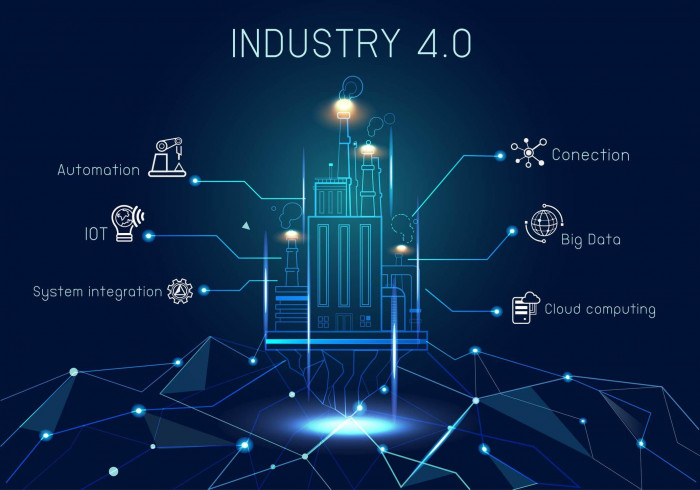 INDUSTRY 4.0
Automation
IOT
System integration
Conection
Big Data
Cloud computing